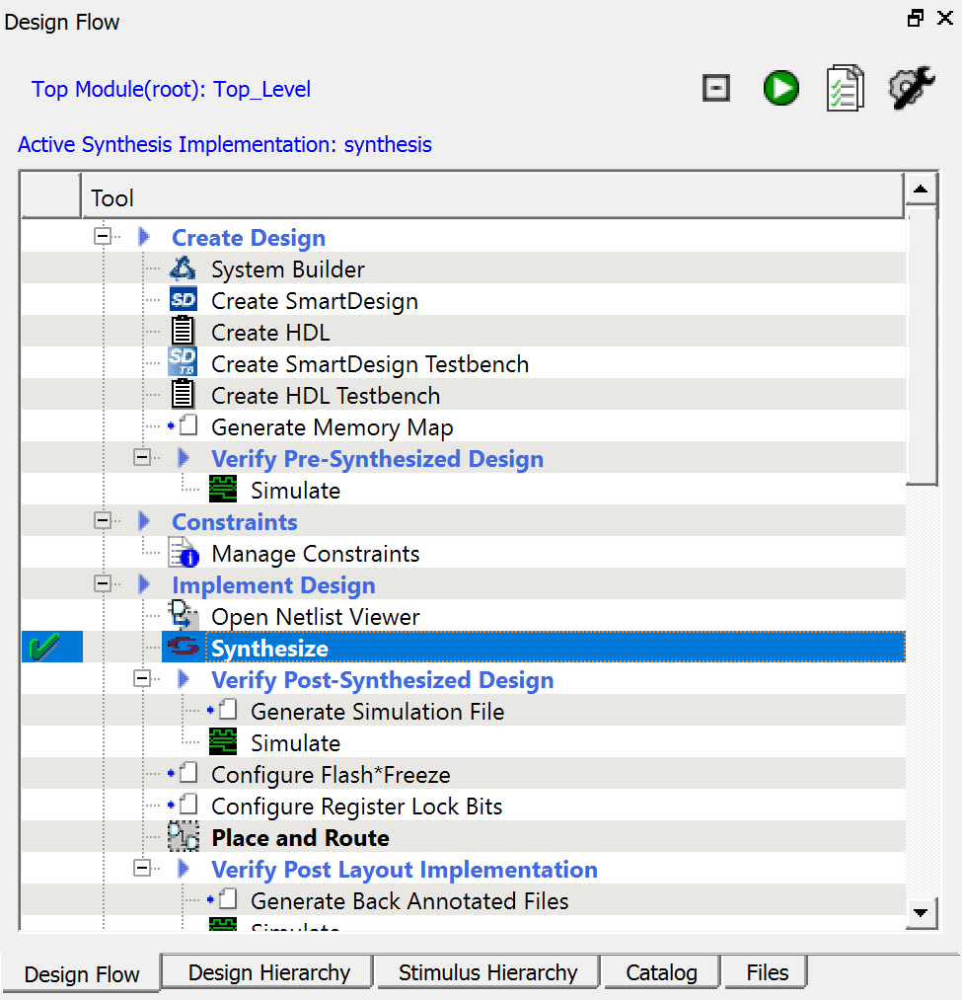 Design Flow
Top Module(root): Top_Level
Active Synthesis Implementation: synthesis
Tool
Create Design
System Builder
SD Create SmartDesign
Create HDL
SD TD Create SmartDesign Testbench
Create HDL Testbench
Generate Memory Map
Verify Pre-Synthesized Design
Simulate
Constraints
Manage Constraints
Implement Design
Open Netlist Viewer
Synthesize
Verify Post-Synthesized Design
Generate Simulation File
Simulate
Configure Flash*Freeze
Configure Register Lock Bits
Place and Route
Verify Post Layout Implementation
Generate Back Annotated Files
Simulate
Design Flow Design Hierarchy Stimulus Hierarchy Catalog Files